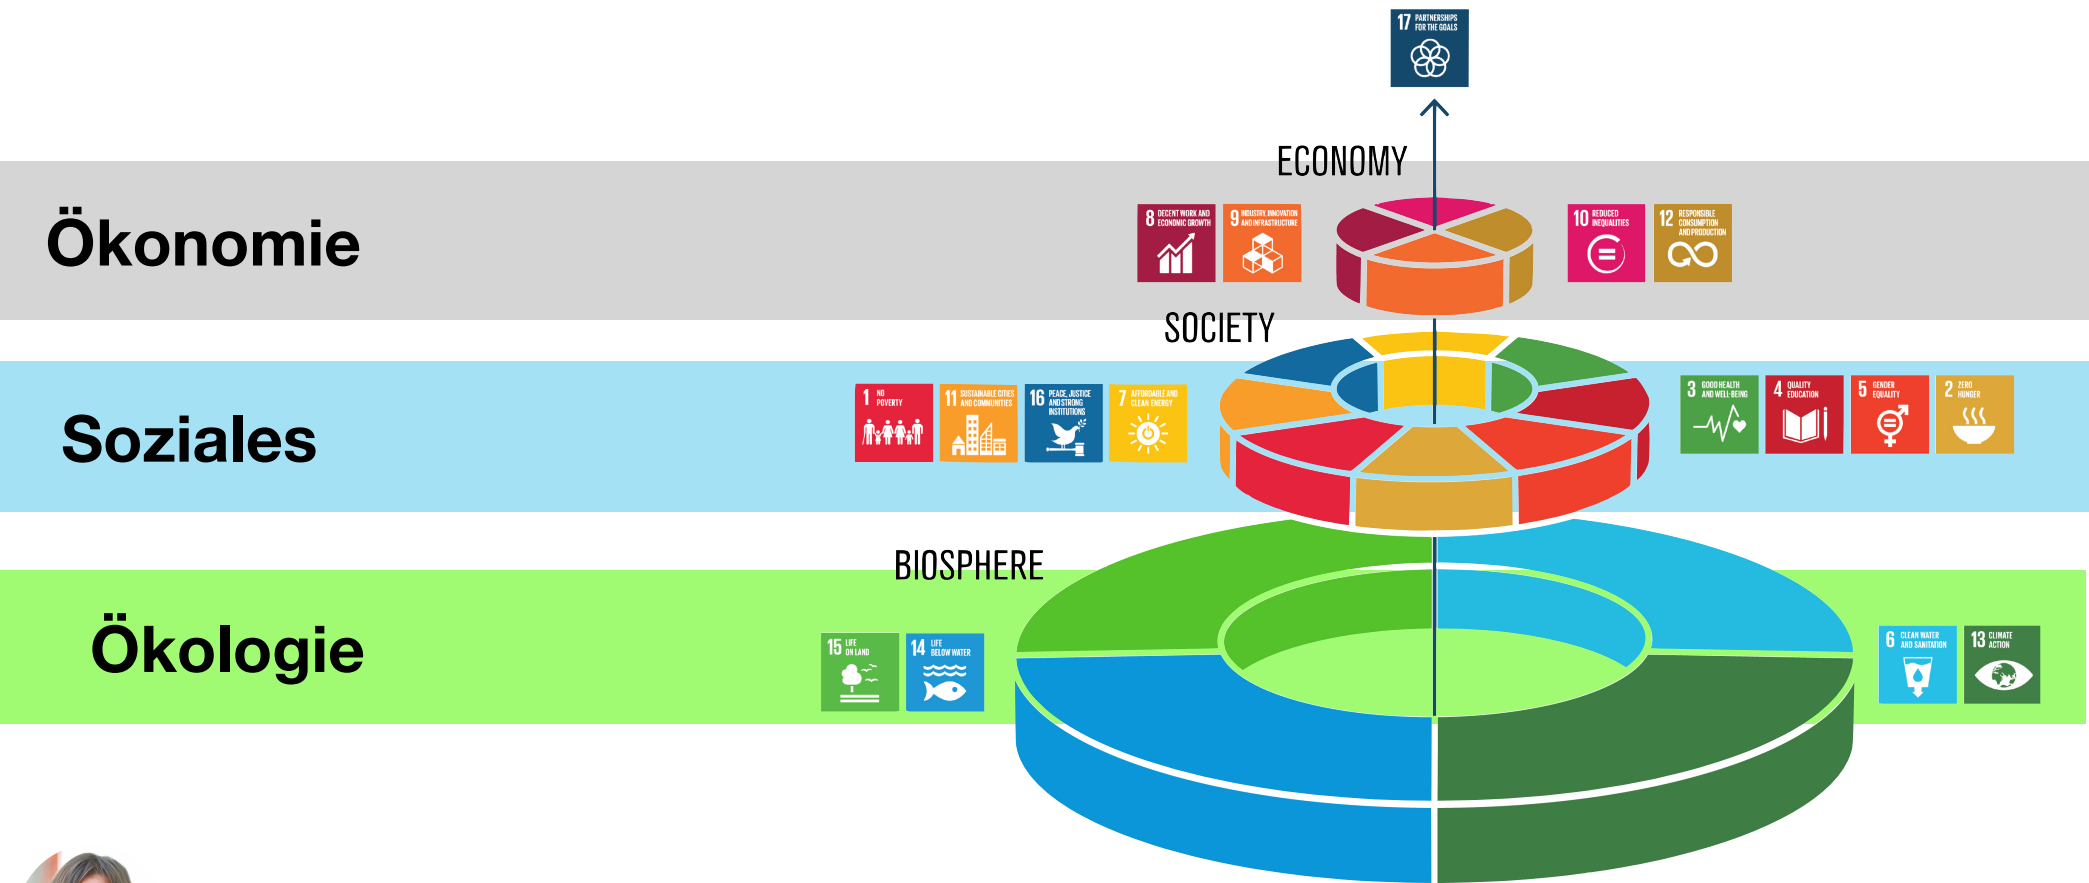 17 PARTNERSHIPS
FOR THE GOALS
ECONOMY
Ökonomie
8 DECENT WORK AND
ECONOMIC GROWTH
9 INDUSTRY, INNOVATION
AND INFRASTRUCTURE
10 REDUCED
INEQUALITIES
12 RESPONSIBLE
CONSUMPTION
AND PRODUCTION
SOCIETY
Soziales
1 NO
POVERTY
11 SUSTAINABLE CITIES
AND COMMUNITIES
16 PEACE, JUSTICE
AND STRONG
INSTITUTIONS
7 AFFORDABLE AND
CLEAN ENERGY
3 GOOD HEALTH
AND WELL-BEING
4 QUALITY
EDUCATION
5 GENDER
EQUALITY
2 ZERO
HUNGER
BIOSPHERE
Ökologie
15 LIFE
ON LAND
14 LIFE
BELOW WATER
6 CLEAN WATER
AND SANITATION
13 CLIMATE
ACTION